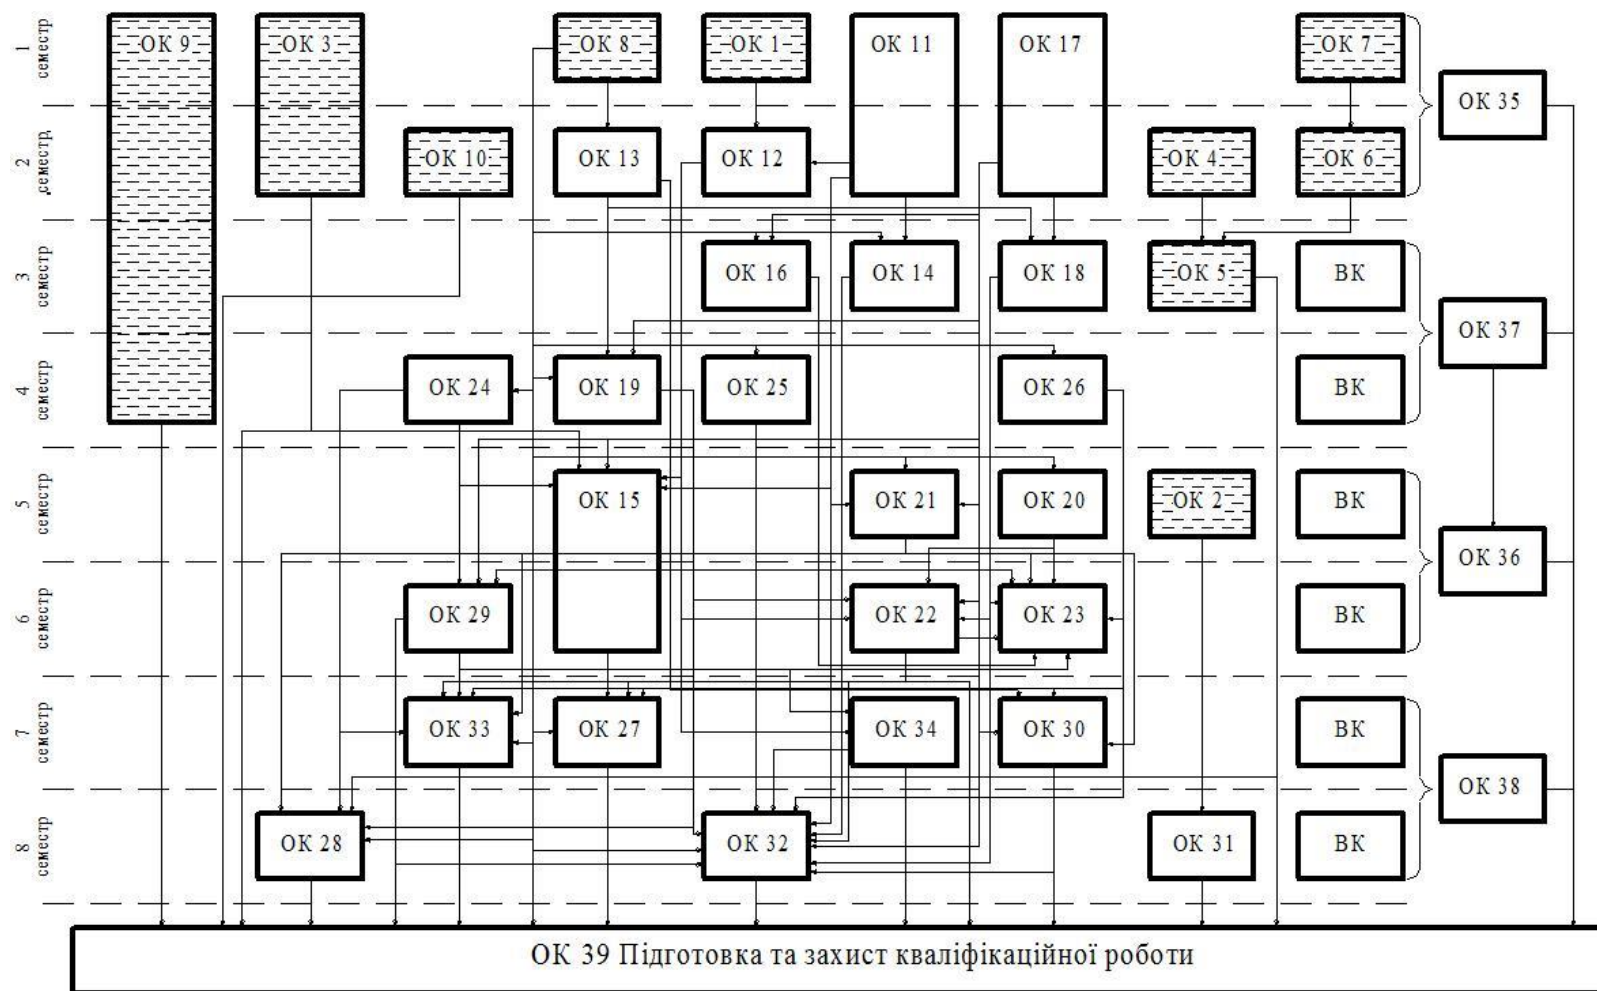 1 семестр
ОК 9
ОК 3
ОК 8
ОК 1
ОК 11
ОК 17
ОК 7
ОК 35
2 семестр
ОК 10
ОК 13
ОК 12
ОК 4
ОК 6
3 семестр
ОК 16
ОК 14
ОК 18
ОК 5
ВК
ОК 37
4 семестр
ОК 24
ОК 19
ОК 25
ОК 26
ВК
5 семестр
ОК 15
ОК 21
ОК 20
ОК 2
ВК
ОК 36
6 семестр
ОК 29
ОК 22
ОК 23
ВК
7 семестр
ОК 33
ОК 27
ОК 34
ОК 30
ВК
ОК 38
8 семестр
ОК 28
ОК 32
ОК 31
ВК
ОК 39 Підготовка та захист кваліфікаційної роботи